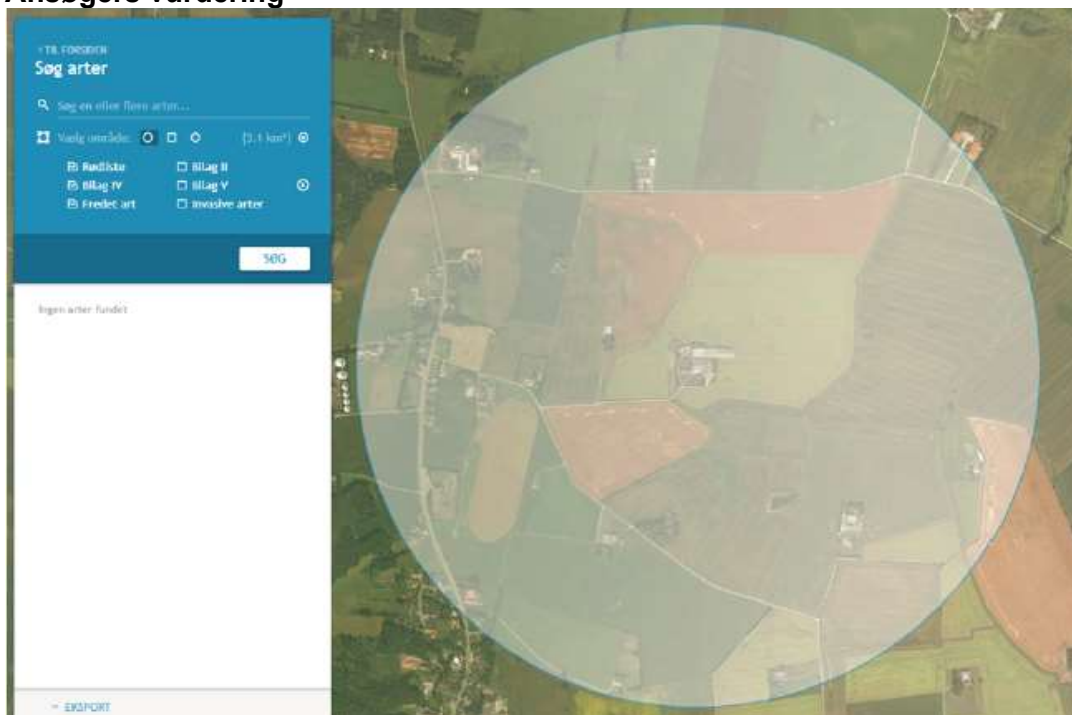 Ansøgers vurdering
< TIL FORSIDEN
Søg arter
Søg en eller flere arter...
Vælg område: (3.1 km²)
Rødliste Bilag II
Bilag IV Bilag V
Fredet art Invasive arter
SØG
Ingen arter fundet
EKSPORT